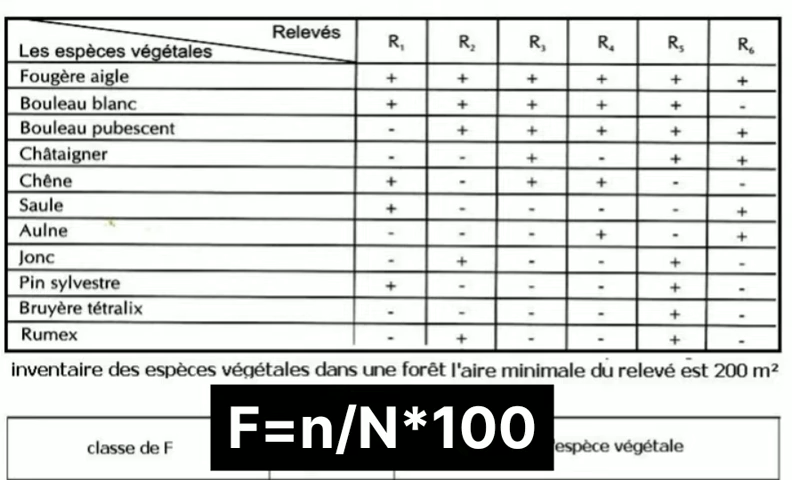 Relevés
Les espèces végétales R₁ R₂ R₃ R₄ R₅ R₆
Fougère aigle + + + + + +
Bouleau blanc + + + + + -
Bouleau pubescent - + + + + +
Châtaigner - - + - + +
Chêne + - + + - -
Saule + - - - - +
Aulne - - - + - +
Jonc - + - - + -
Pin sylvestre + - - - + -
Bruyère tétralix - - - - + -
Rumex - + - - + -
inventaire des espèces végétales dans une forêt l'aire minimale du relevé est 200 m²
F=n/N*100
classe de F espèce végétale